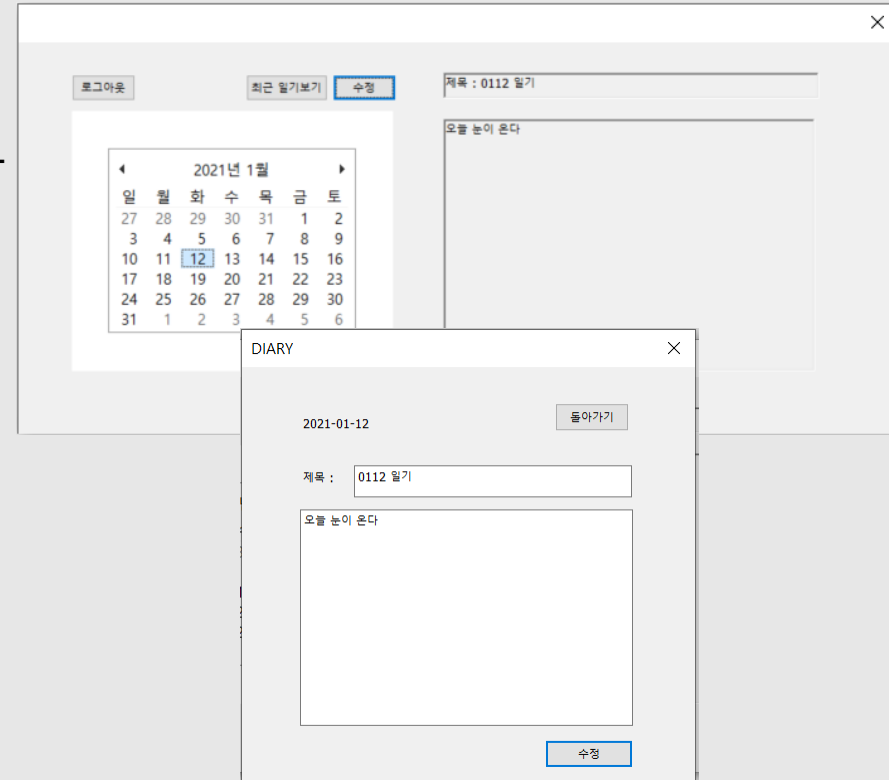 로그아웃 최근 일기보기 수정
제목 : 0112 일기
오늘 눈이 온다
2021년 1월
일 월 화 수 목 금 토
27 28 29 30 31 1 2
3 4 5 6 7 8 9
10 11 12 13 14 15 16
17 18 19 20 21 22 23
24 25 26 27 28 29 30
31 1 2 3 4 5 6
DIARY
2021-01-12
돌아가기
제목 : 0112 일기
오늘 눈이 온다
수정